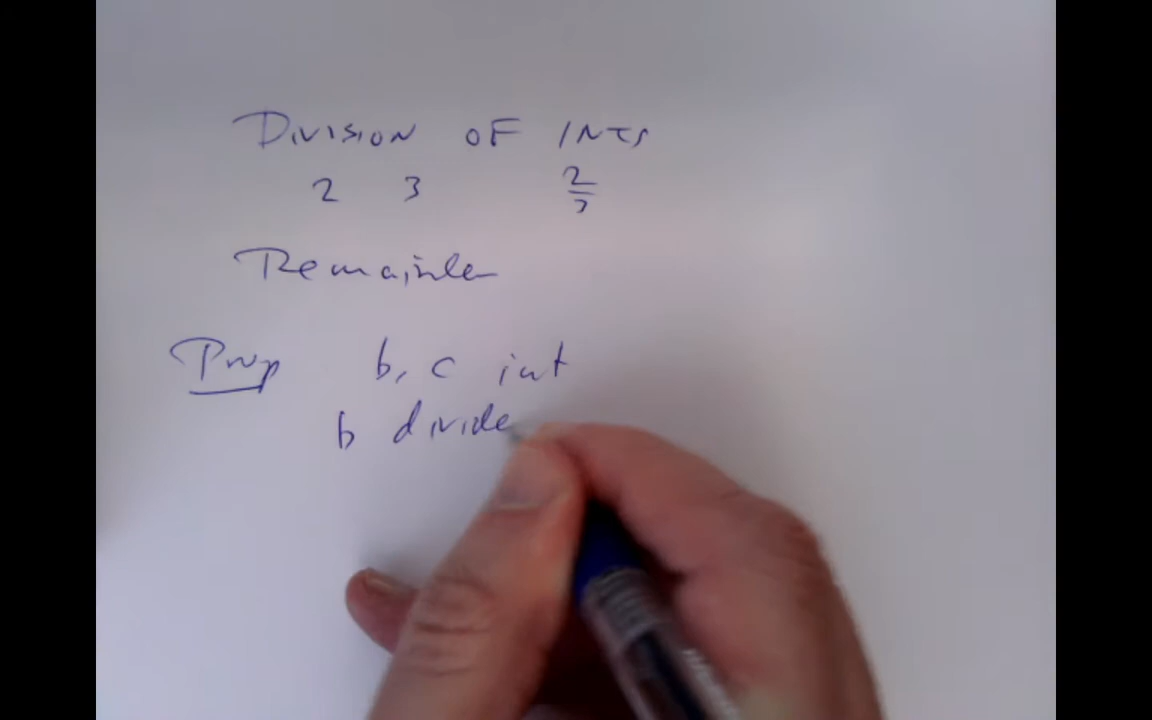 DIVISION OF INTS
2 3 2/3
Remainder
Prop b, c int
b divide